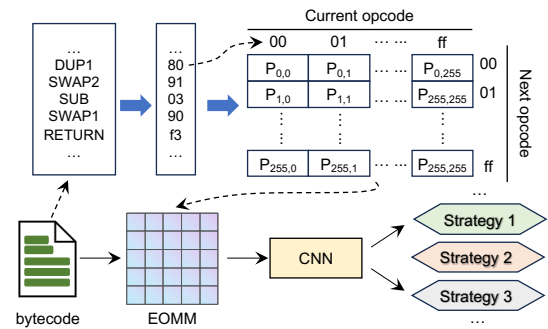 Current opcode
00 01 ... ... ff
...
DUP1
SWAP2
SUB
SWAP1
RETURN
...
...
80
91
03
90
f3
...
P0,0 P0,1 ... ... P0,255 00
P1,0 P1,1 P255,255 01
⋮ ⋮ ⋮
P255,0 P255,1 ... ... P255,255 ff
Next opcode
...
Strategy 1
Strategy 2
Strategy 3
...
CNN
bytecode
EOMM